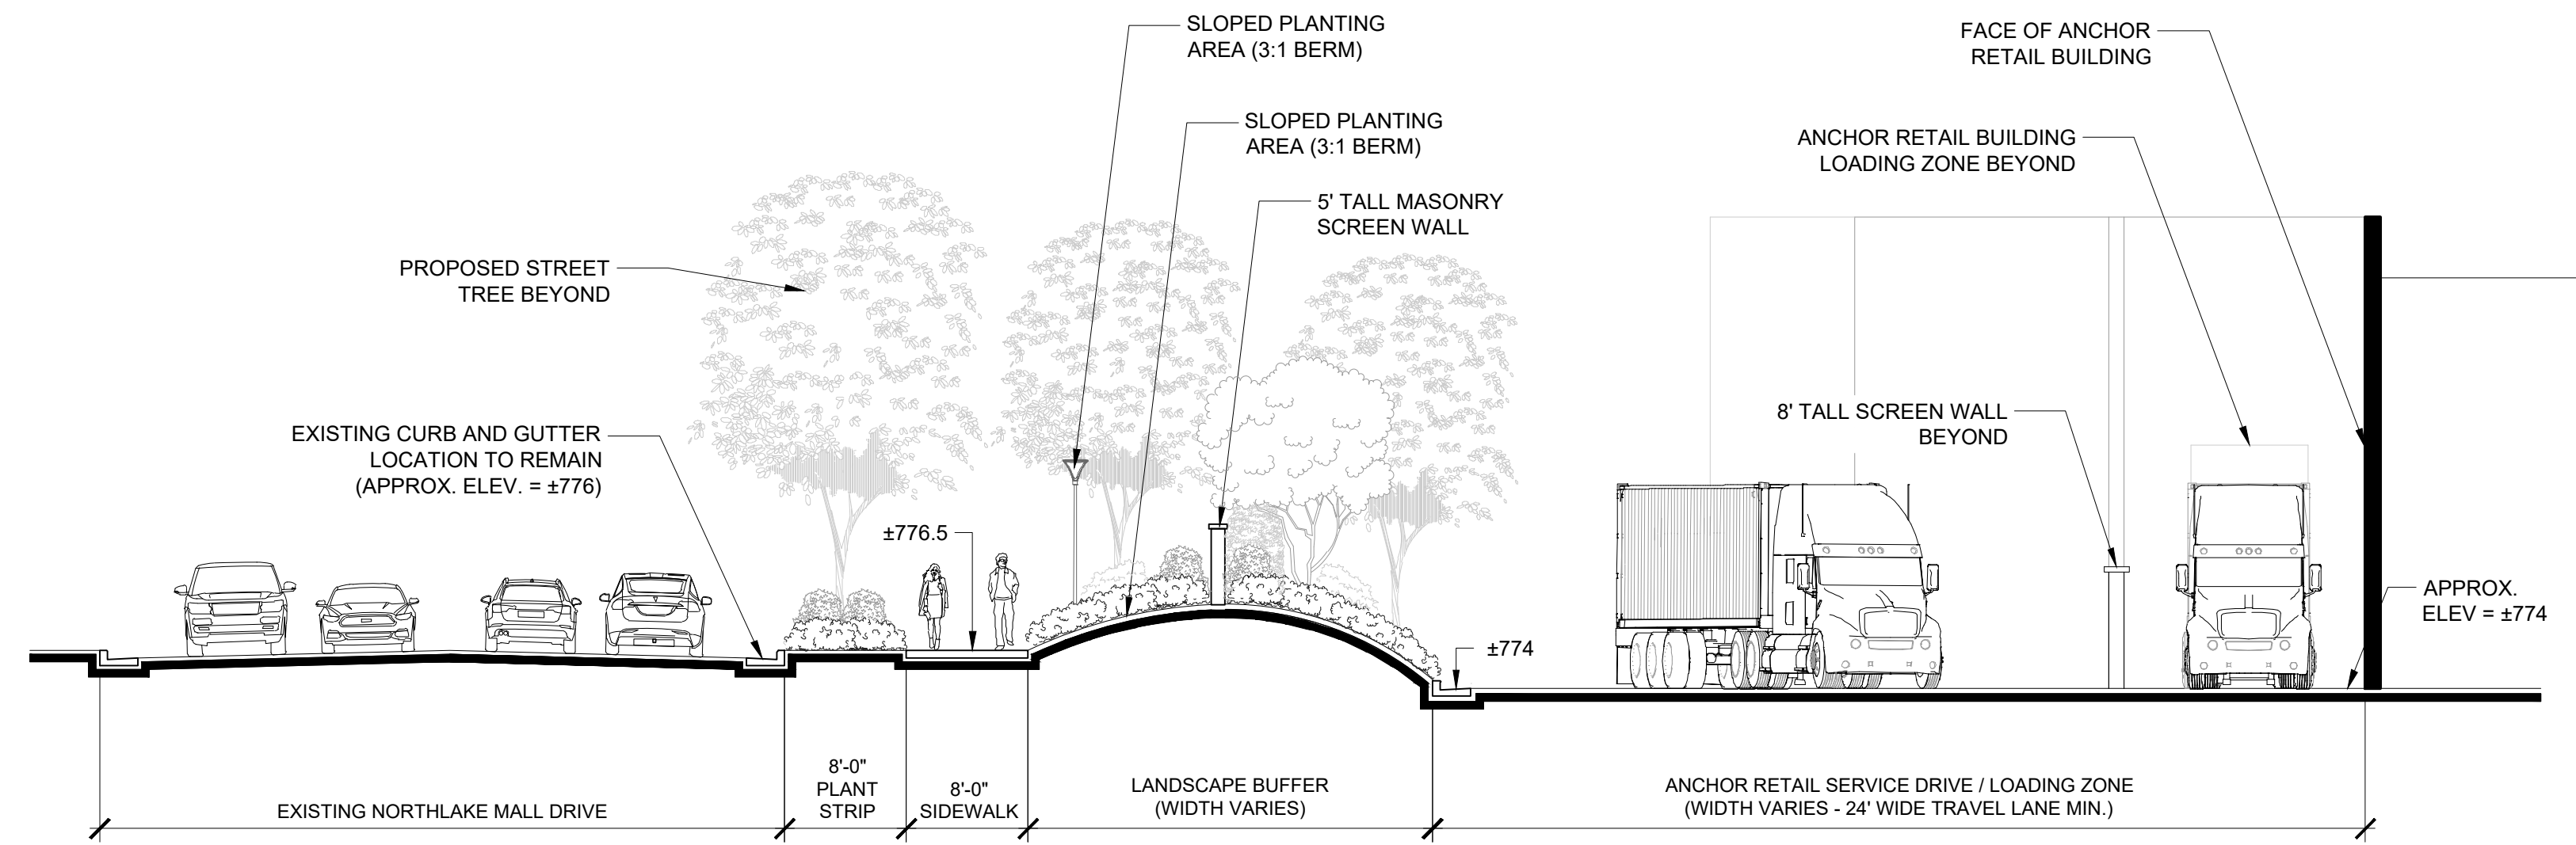 SLOPED PLANTING
AREA (3:1 BERM)
FACE OF ANCHOR
RETAIL BUILDING
SLOPED PLANTING
AREA (3:1 BERM)
ANCHOR RETAIL BUILDING
LOADING ZONE BEYOND
5' TALL MASONRY
SCREEN WALL
PROPOSED STREET
TREE BEYOND
8' TALL SCREEN WALL
BEYOND
EXISTING CURB AND GUTTER
LOCATION TO REMAIN
(APPROX. ELEV. = ±776)
±776.5
APPROX.
ELEV = ±774
±774
EXISTING NORTHLAKE MALL DRIVE
8'-0"
PLANT
STRIP
8'-0"
SIDEWALK
LANDSCAPE BUFFER
(WIDTH VARIES)
ANCHOR RETAIL SERVICE DRIVE / LOADING ZONE
(WIDTH VARIES - 24' WIDE TRAVEL LANE MIN.)